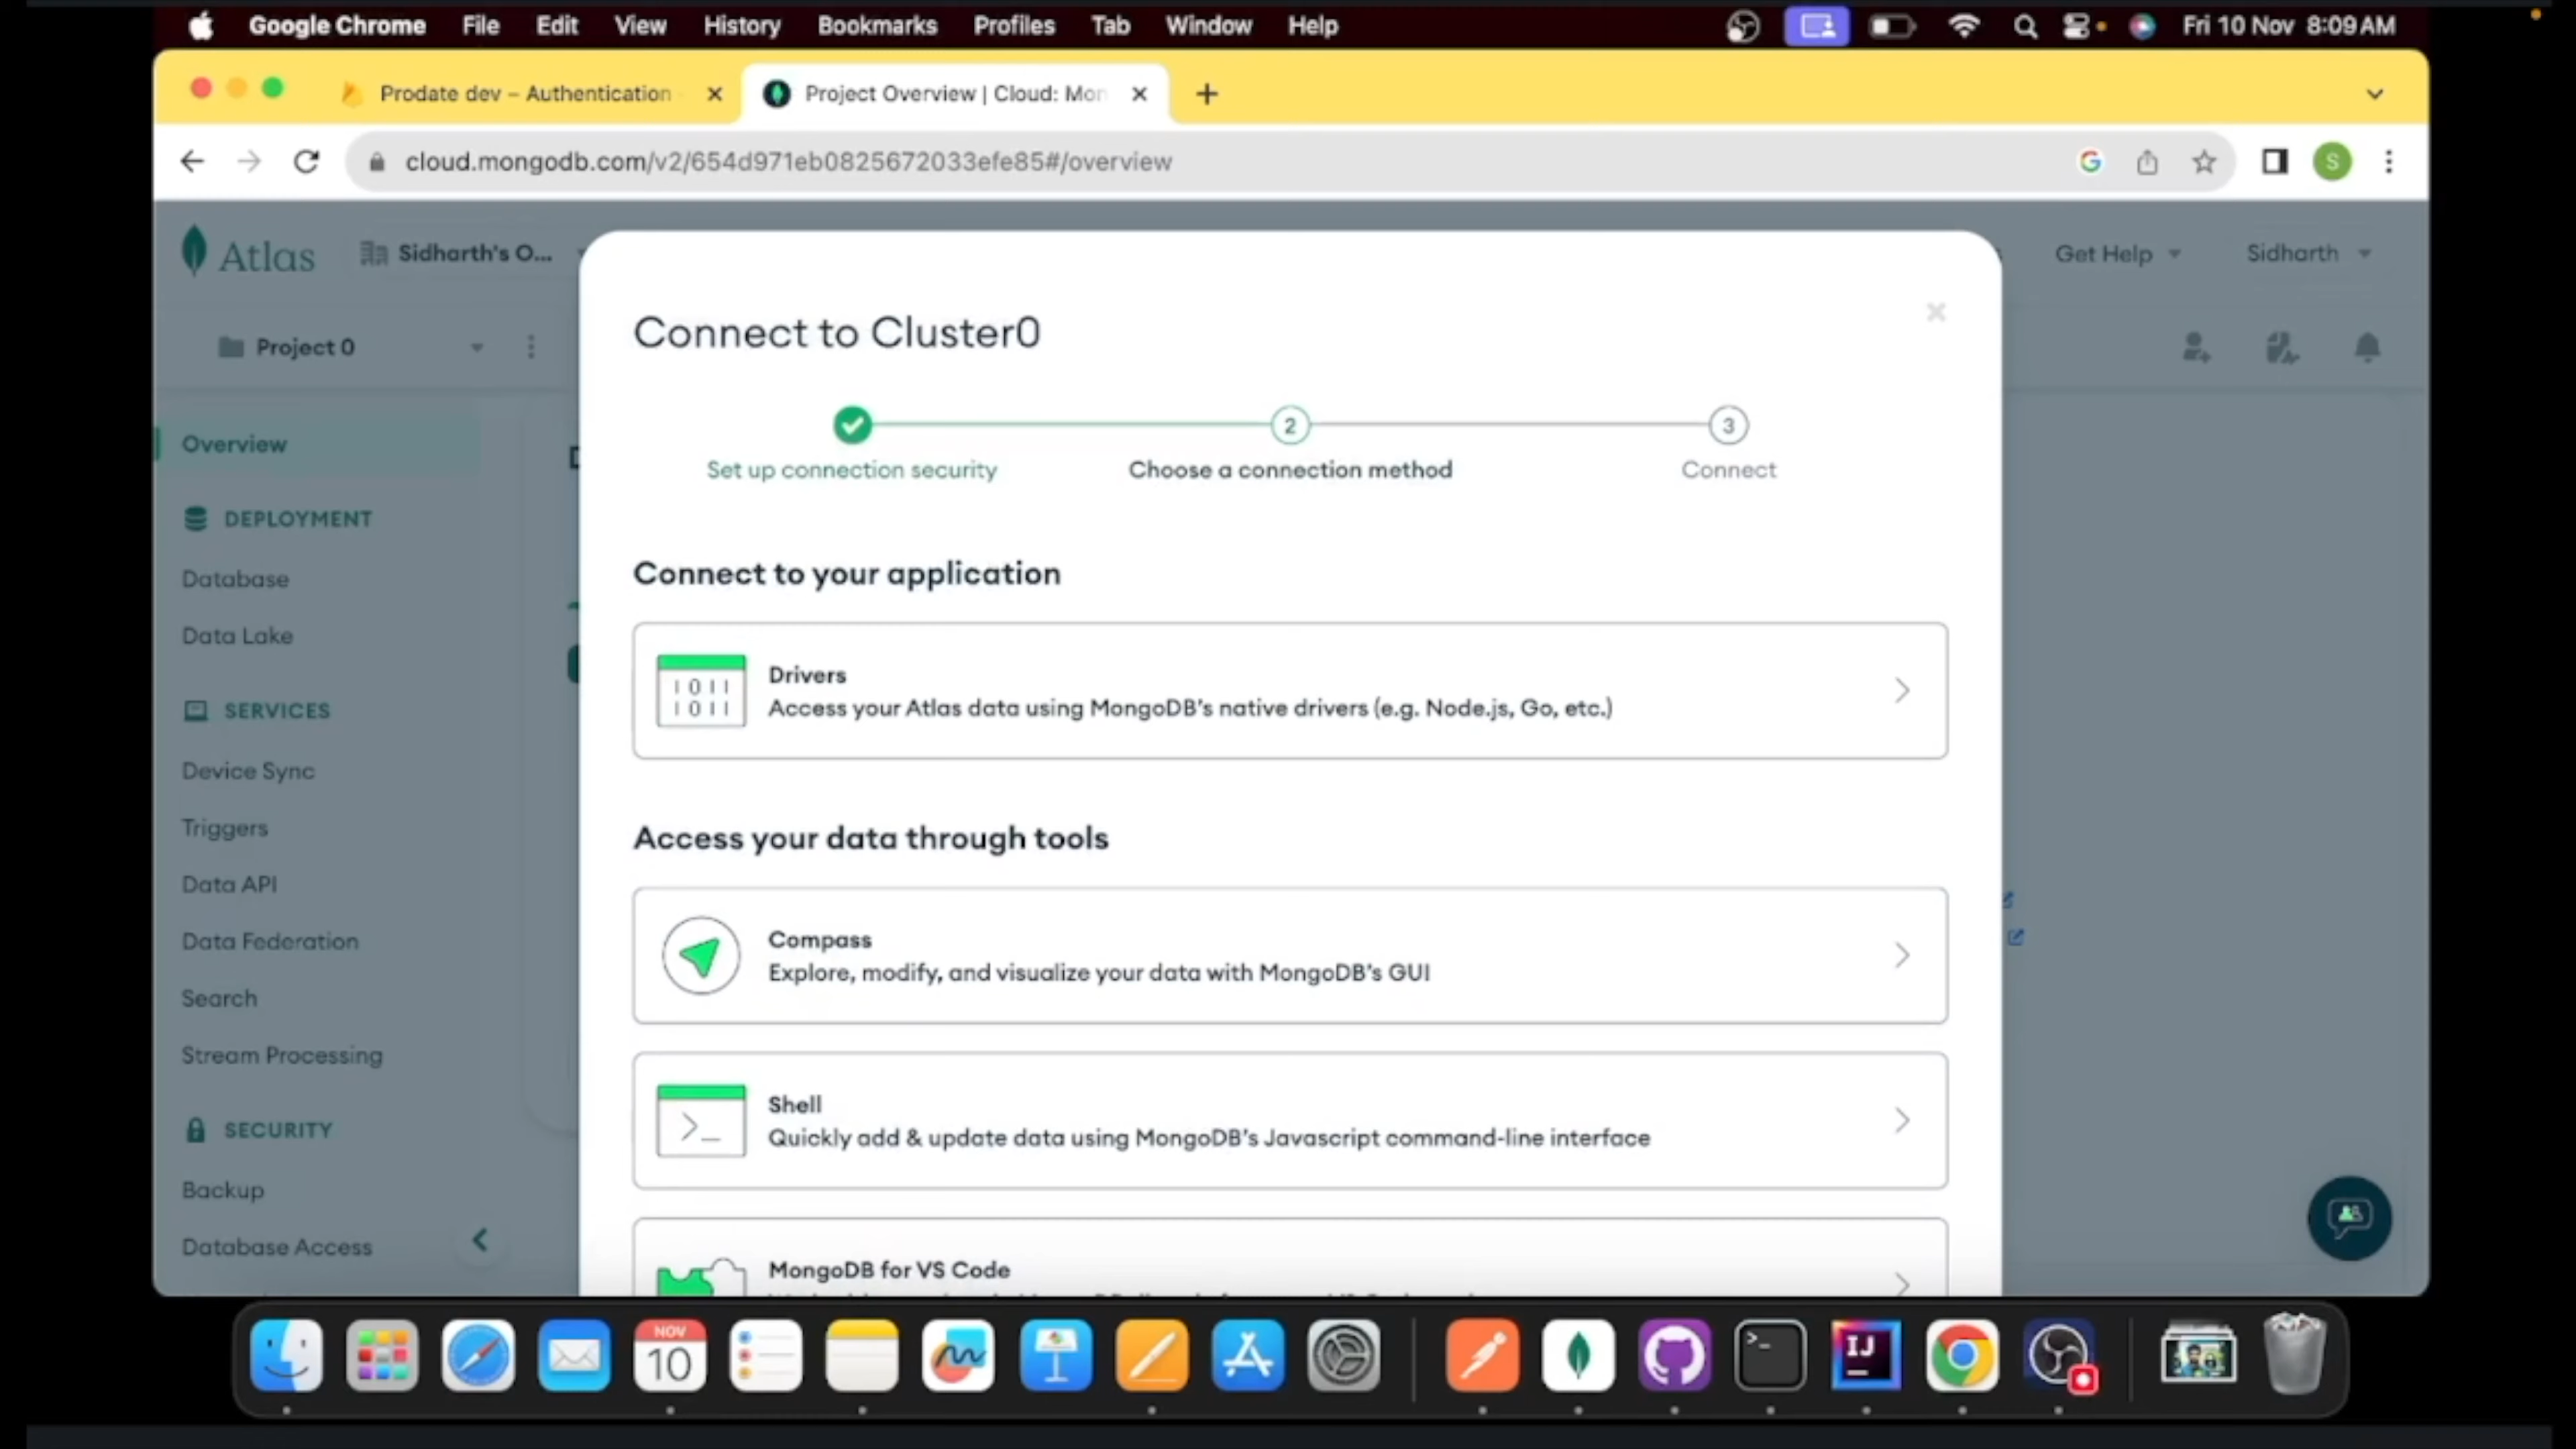 Google Chrome File Edit View History Bookmarks Profiles Tab Window Help Fri 10 Nov 8:09 AM
Prodate dev – Authentication
Project Overview | Cloud: Mon
cloud.mongodb.com/v2/654d971eb0825672033efe85#/overview
S
Atlas
Sidharth's O...
Get Help
Sidharth
Project 0
Overview
DEPLOYMENT
Database
Data Lake
SERVICES
Device Sync
Triggers
Data API
Data Federation
Search
Stream Processing
SECURITY
Backup
Database Access
Connect to Cluster0
2
3
Set up connection security
Choose a connection method
Connect
Connect to your application
1011
1011
Drivers
Access your Atlas data using MongoDB's native drivers (e.g. Node.js, Go, etc.)
Access your data through tools
Compass
Explore, modify, and visualize your data with MongoDB's GUI
Shell
Quickly add & update data using MongoDB's Javascript command-line interface
MongoDB for VS Code
NOV
10
IJ